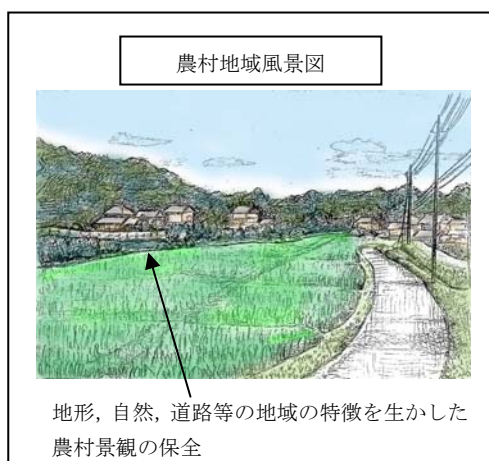 農村地域風景図
地形，自然，道路等の地域の特徴を生かした
農村景観の保全